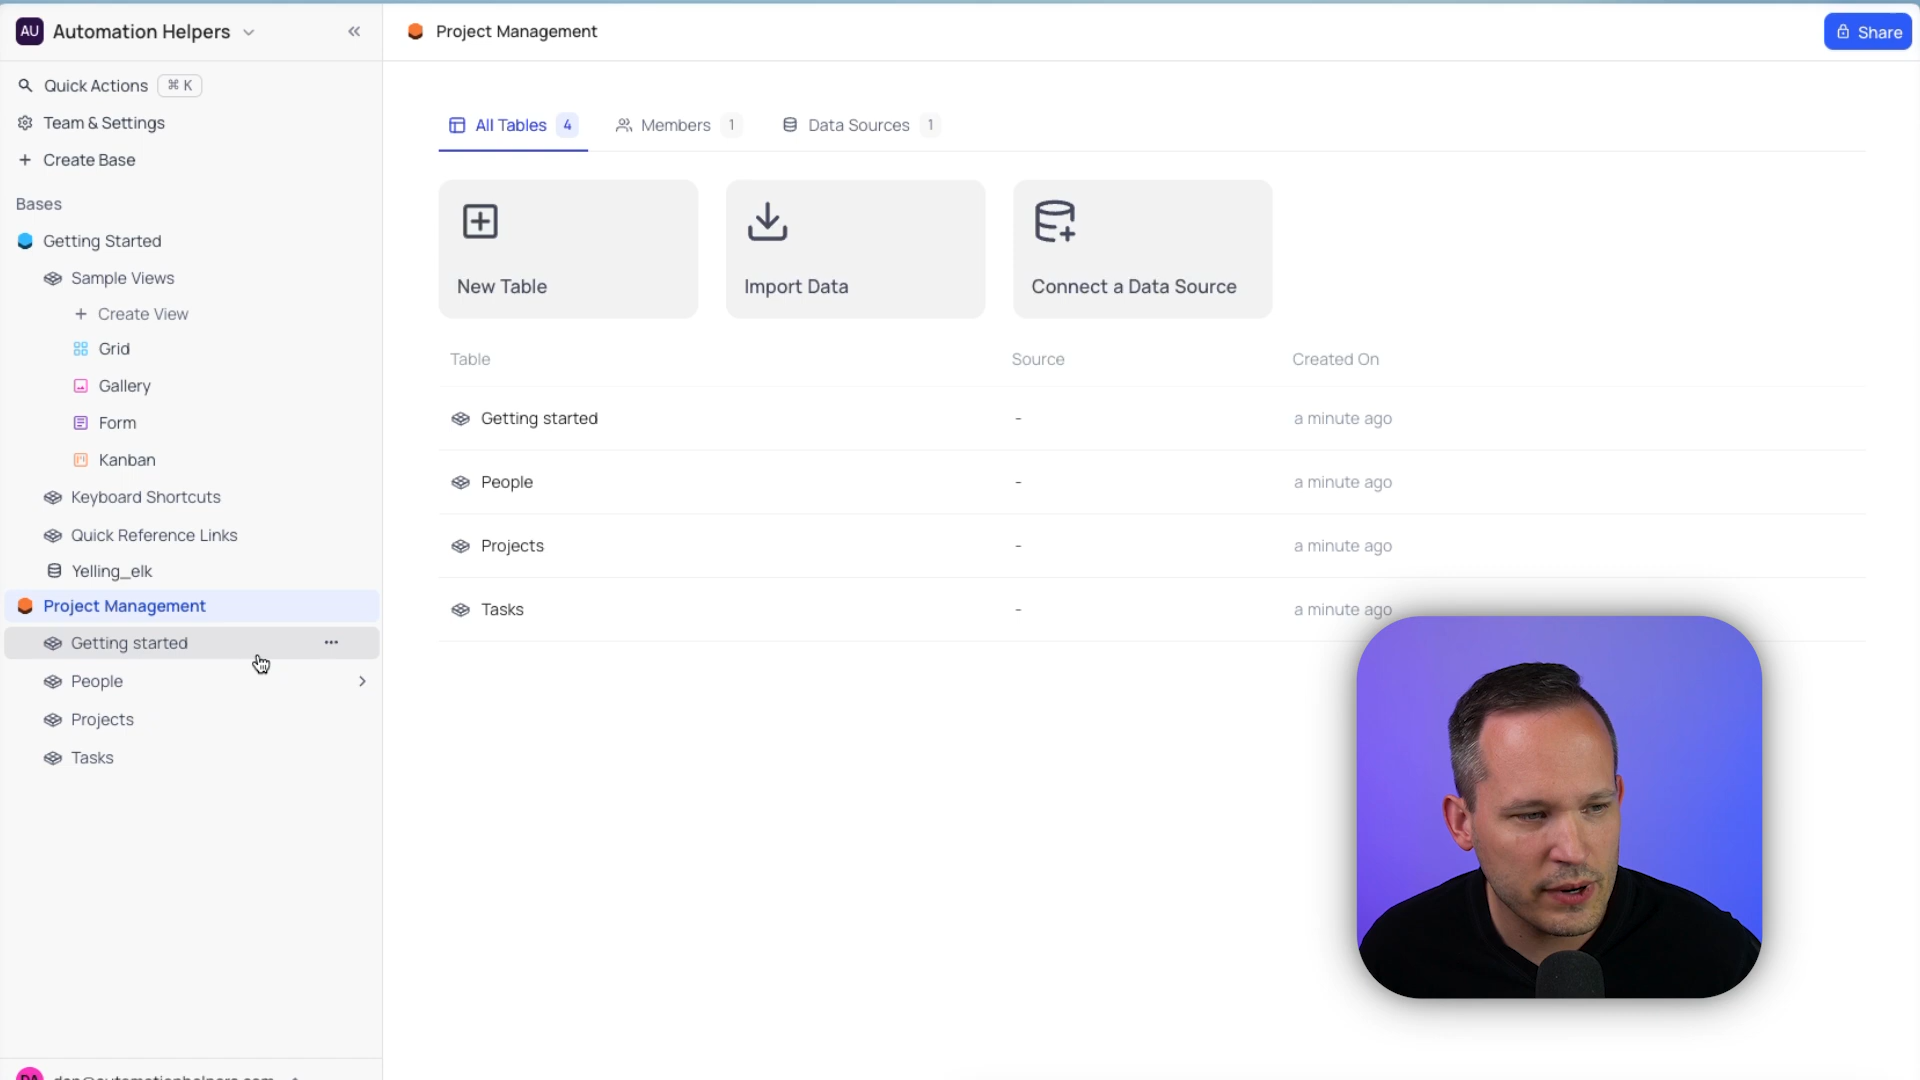 AU Automation Helpers
Quick Actions ⌘ K
Team & Settings
Create Base
Bases
Getting Started
Sample Views
Create View
Grid
Gallery
Form
Kanban
Keyboard Shortcuts
Quick Reference Links
Yelling_elk
Project Management
Getting started
People
Projects
Tasks
Project Management
Share
All Tables 4 Members 1 Data Sources 1
New Table Import Data Connect a Data Source
Table Source Created On
Getting started - a minute ago
People - a minute ago
Projects - a minute ago
Tasks - a minute ago